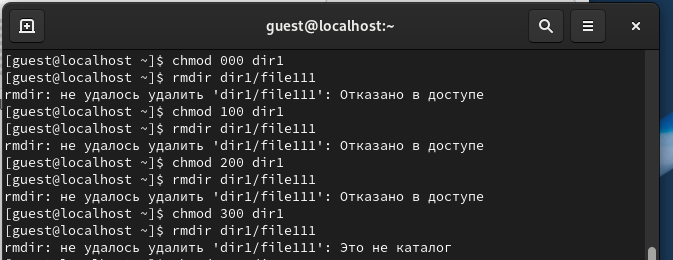 guest@localhost:~
[guest@localhost ~]$ chmod 000 dir1
[guest@localhost ~]$ rmdir dir1/file111
rmdir: не удалось удалить 'dir1/file111': Отказано в доступе
[guest@localhost ~]$ chmod 100 dir1
[guest@localhost ~]$ rmdir dir1/file111
rmdir: не удалось удалить 'dir1/file111': Отказано в доступе
[guest@localhost ~]$ chmod 200 dir1
[guest@localhost ~]$ rmdir dir1/file111
rmdir: не удалось удалить 'dir1/file111': Отказано в доступе
[guest@localhost ~]$ chmod 300 dir1
[guest@localhost ~]$ rmdir dir1/file111
rmdir: не удалось удалить 'dir1/file111': Это не каталог